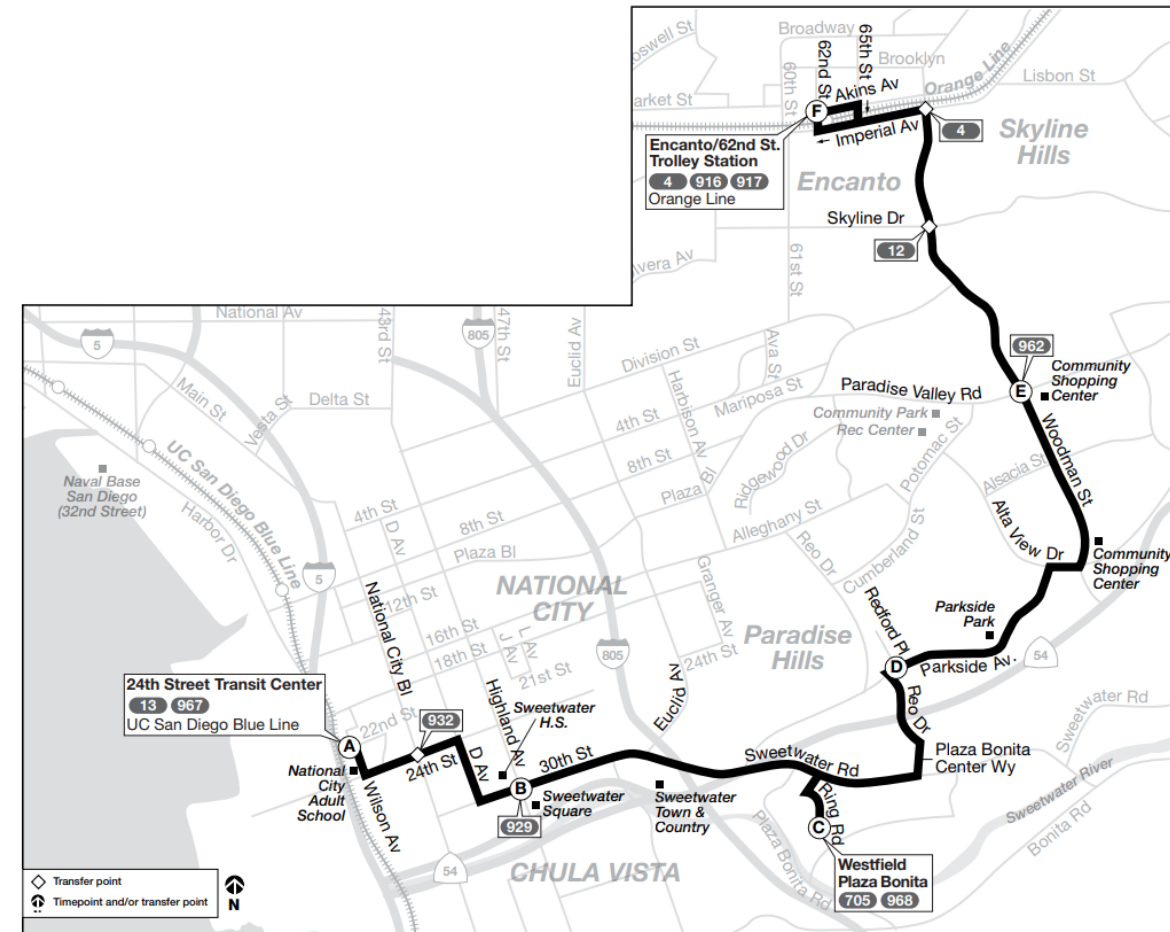 Broadway
oswell St
62nd St
65th St
Brooklyn
60th St
Orange Line
Lisbon St
arket St
Akins Av
F
Imperial Av
4
Skyline
Hills
Encanto/62nd St.
Trolley Station
4 916 917
Orange Line
Encanto
Skyline Dr
12
lvera Av
61st St
National Av
5
43rd St
805
47th St
Euclid Av
Division St
Ava St
962
Community
Shopping
Center
E
Main St
Vesta St
Delta St
Harbison Av
Mariposa St
Paradise Valley Rd
Community Park
Rec Center
4th St
8th St
Woodman St
UC San Diego Blue Line
Naval Base
San Diego
(32nd Street)
Harbor Dr
Plaza Bl
Ridgewood Dr
Potomac St
Alsacia St
4th St
D Av
8th St
Plaza Bl
Alleghany St
Alta View Dr
Reo Dr
Cumberland St
Community
Shopping
Center
5
National City Bl
12th St
NATIONAL
CITY
16th St
18th St
L Av
J Av
21st St
Granger Av
24th St
805
Paradise
Hills
Redford Pl
Parkside
Park
54
D
Parkside Av.
24th Street Transit Center
13 967
UC San Diego Blue Line
22nd St
932
Highland Av
Sweetwater
H.S.
Euclid Av
Reo Dr
Sweetwater Rd
A
24th St
D Av
30th St
Sweetwater Rd
Plaza Bonita
Center Wy
National
City
Adult
School
Wilson Av
B
Sweetwater
Square
929
Sweetwater
Town &
Country
Ring Rd
C
Sweetwater River
Bonita Rd
Plaza Bonita Rd
54
CHULA VISTA
Westfield
Plaza Bonita
705 968
Transfer point
Timepoint and/or transfer point
N